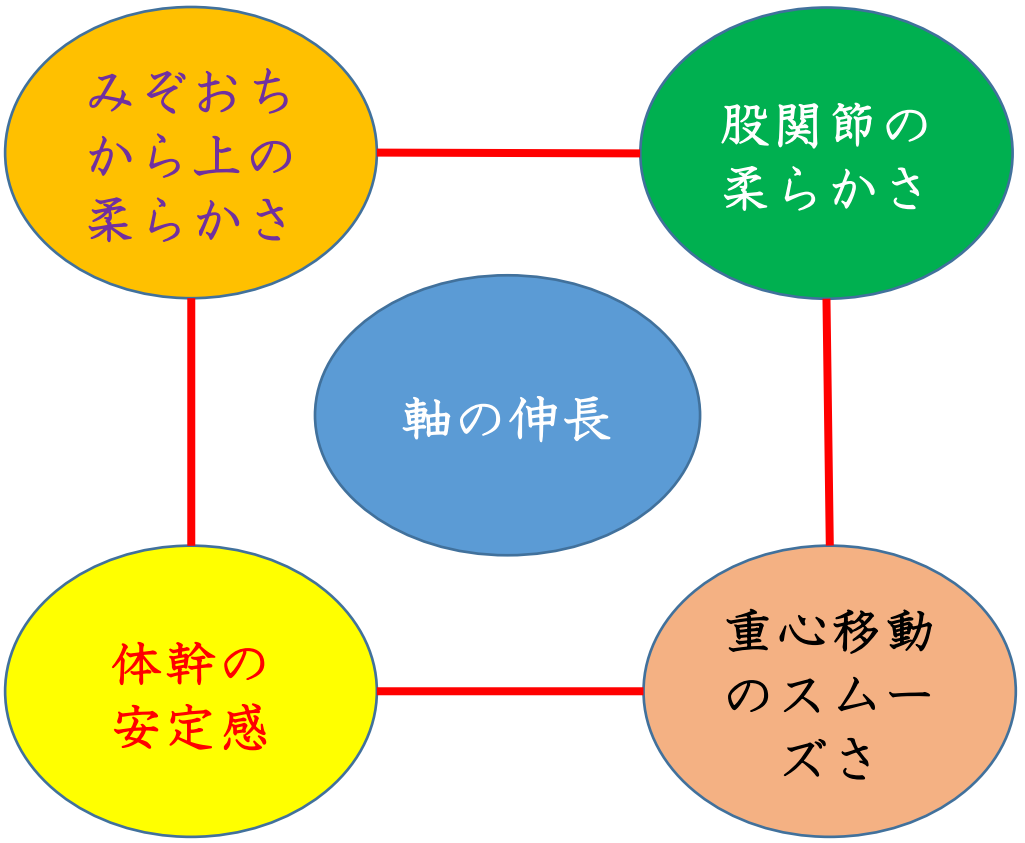 みぞおち
から上の
柔らかさ
股関節の
柔らかさ
軸の伸長
体幹の
安定感
重心移動
のスムー
ズさ